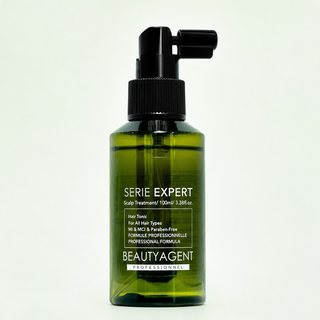 SERIE EXPERT
Scalp Treatment/ 100ml/ 3.38fl.oz.
Hair Tonic
For All Hair Types
MI & MCI & Paraben-Free
FORMULE PROFESSIONNELLE
PROFESSIONAL FORMULA
BEAUTYAGENT
PROFESSIONNEL